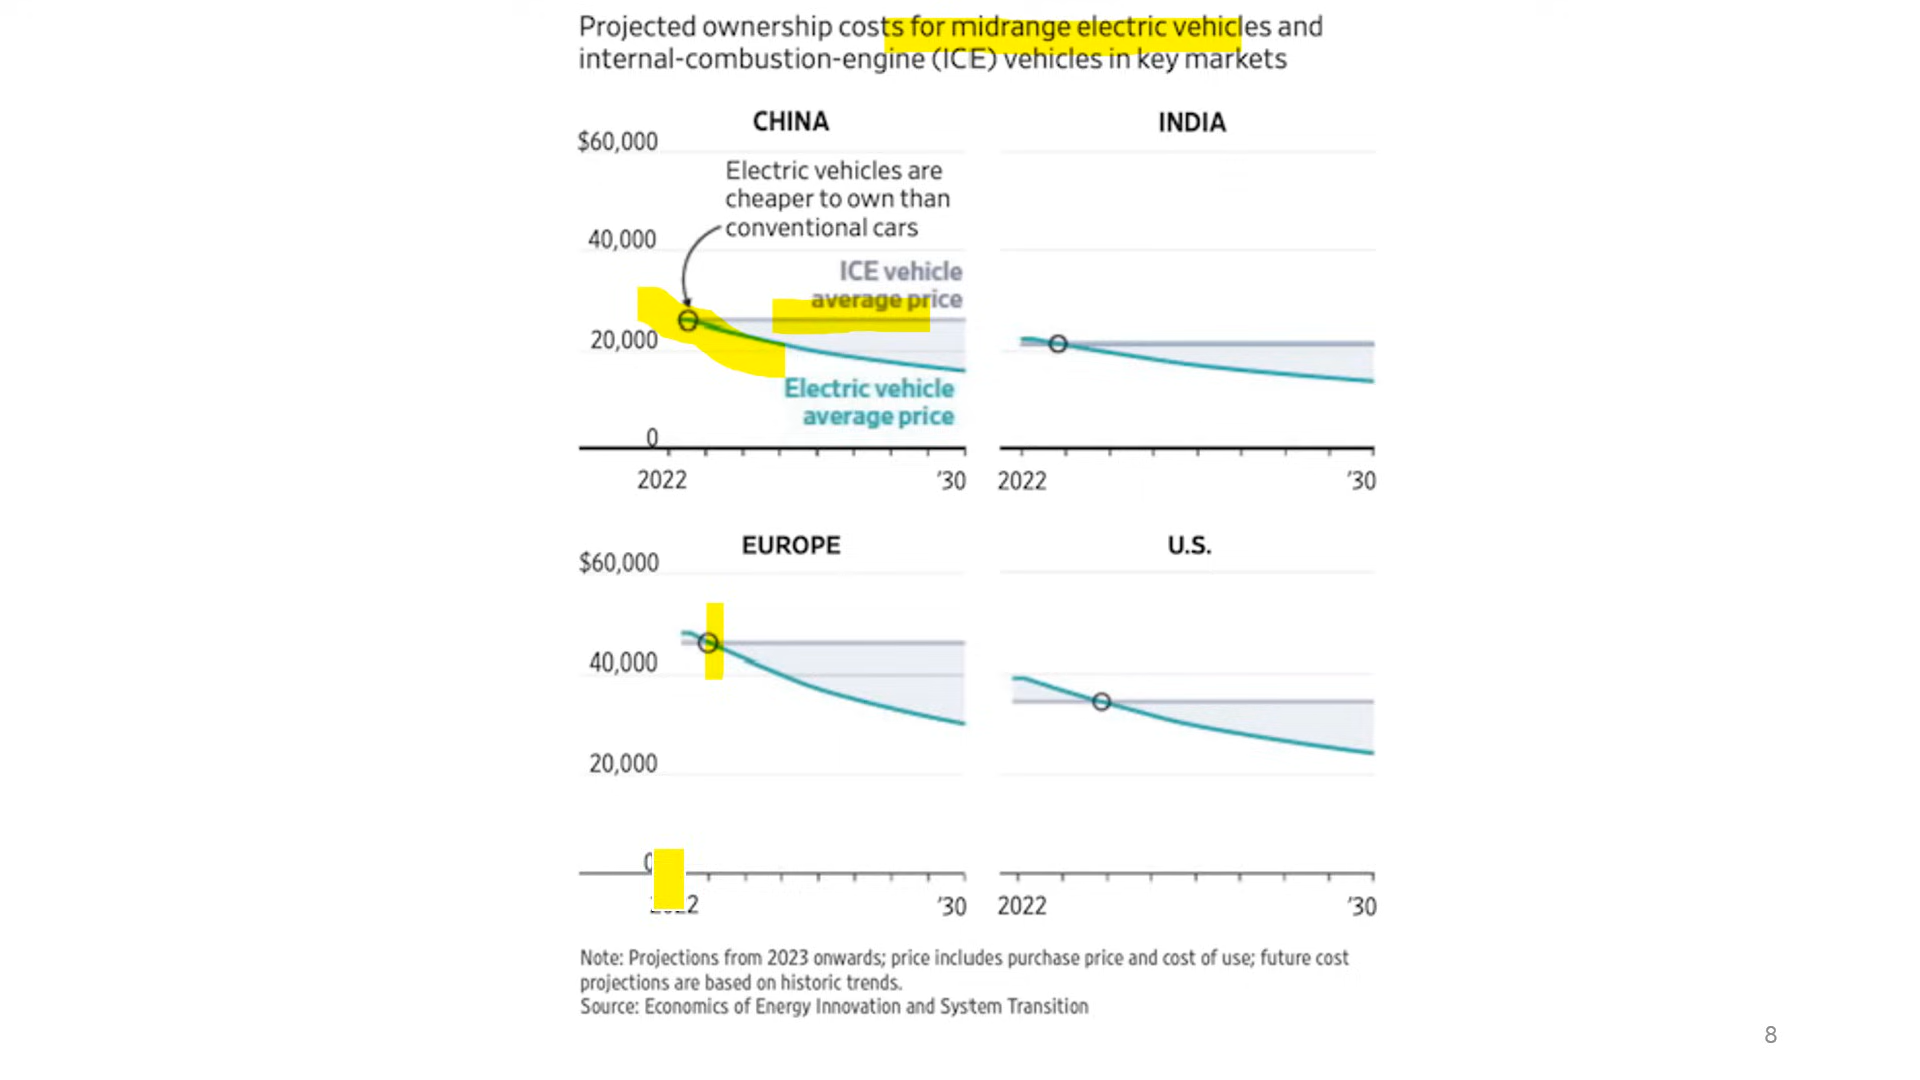 Projected ownership costs for midrange electric vehicles and
internal-combustion-engine (ICE) vehicles in key markets
CHINA
$60,000
Electric vehicles are
cheaper to own than
conventional cars
40,000
ICE vehicle
average price
20,000
Electric vehicle
average price
0
2022
'30
INDIA
2022
'30
EUROPE
$60,000
40,000
20,000
0
2022
'30
U.S.
2022
'30
Note: Projections from 2023 onwards; price includes purchase price and cost of use; future cost
projections are based on historic trends.
Source: Economics of Energy Innovation and System Transition
8